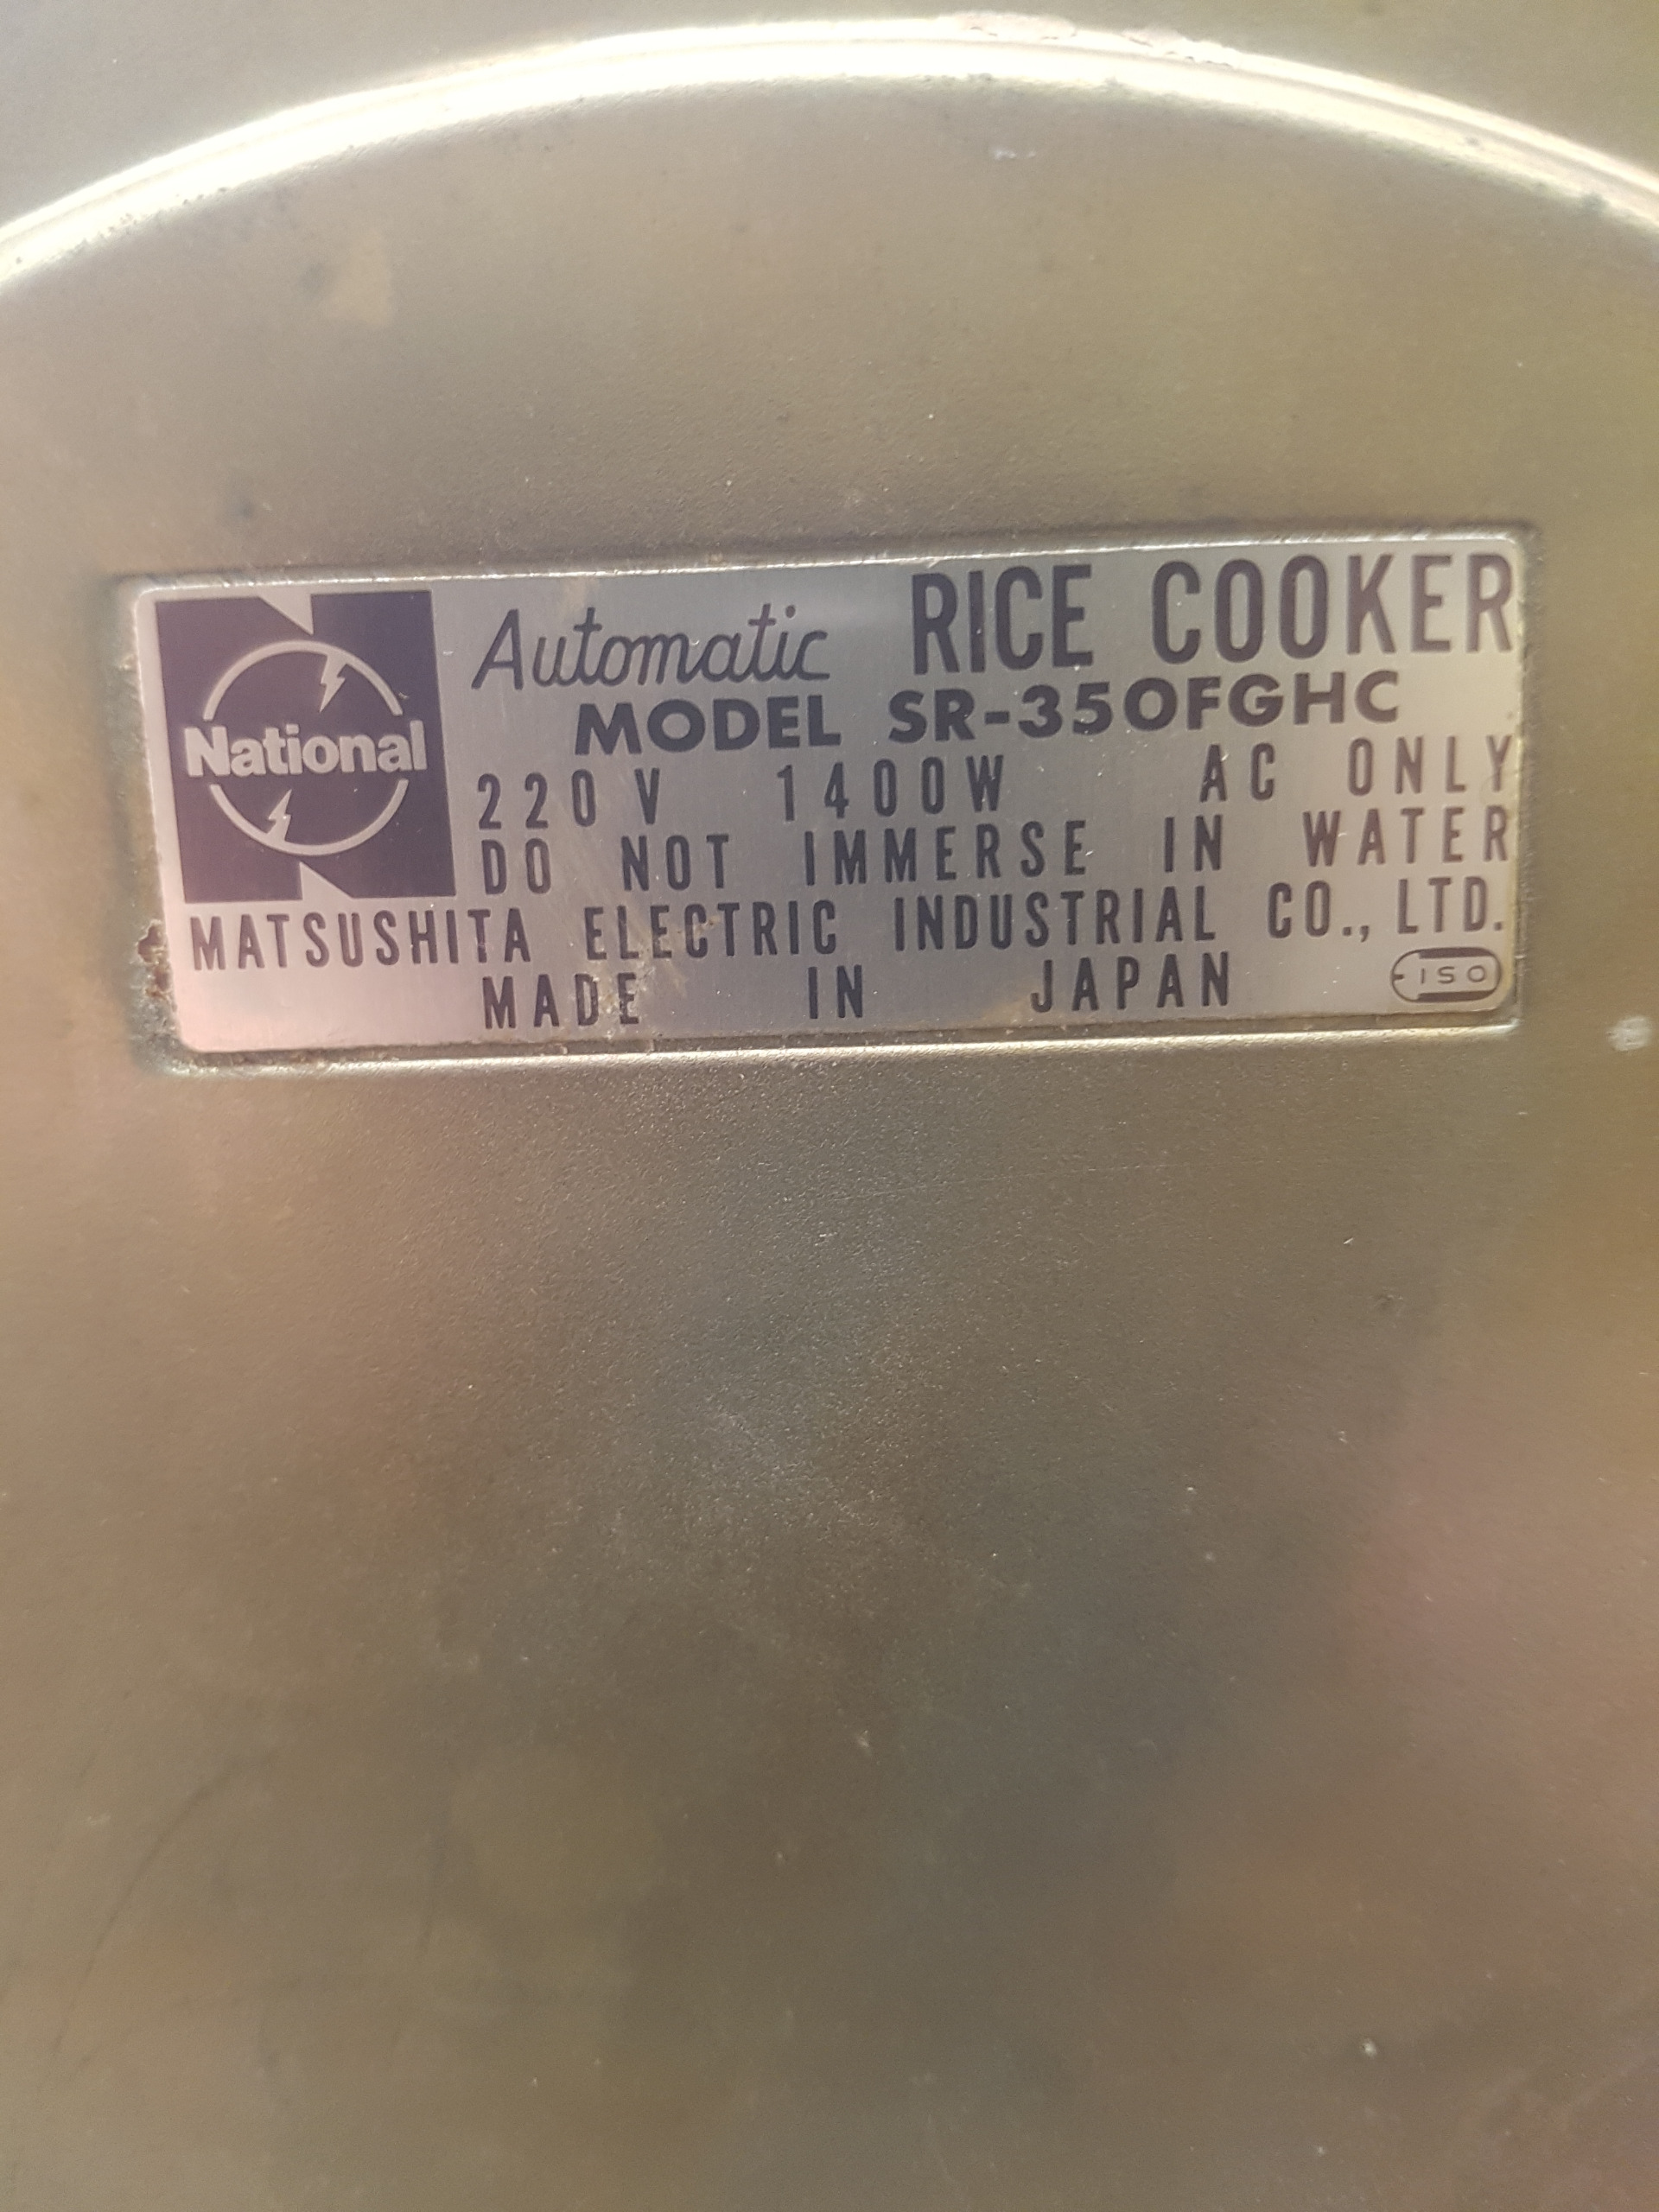 National
Automatic RICE COOKER
MODEL SR-350FGHC
220V 1400W AC ONLY
DO NOT IMMERSE IN WATER
MATSUSHITA ELECTRIC INDUSTRIAL CO., LTD.
MADE IN JAPAN
ISO